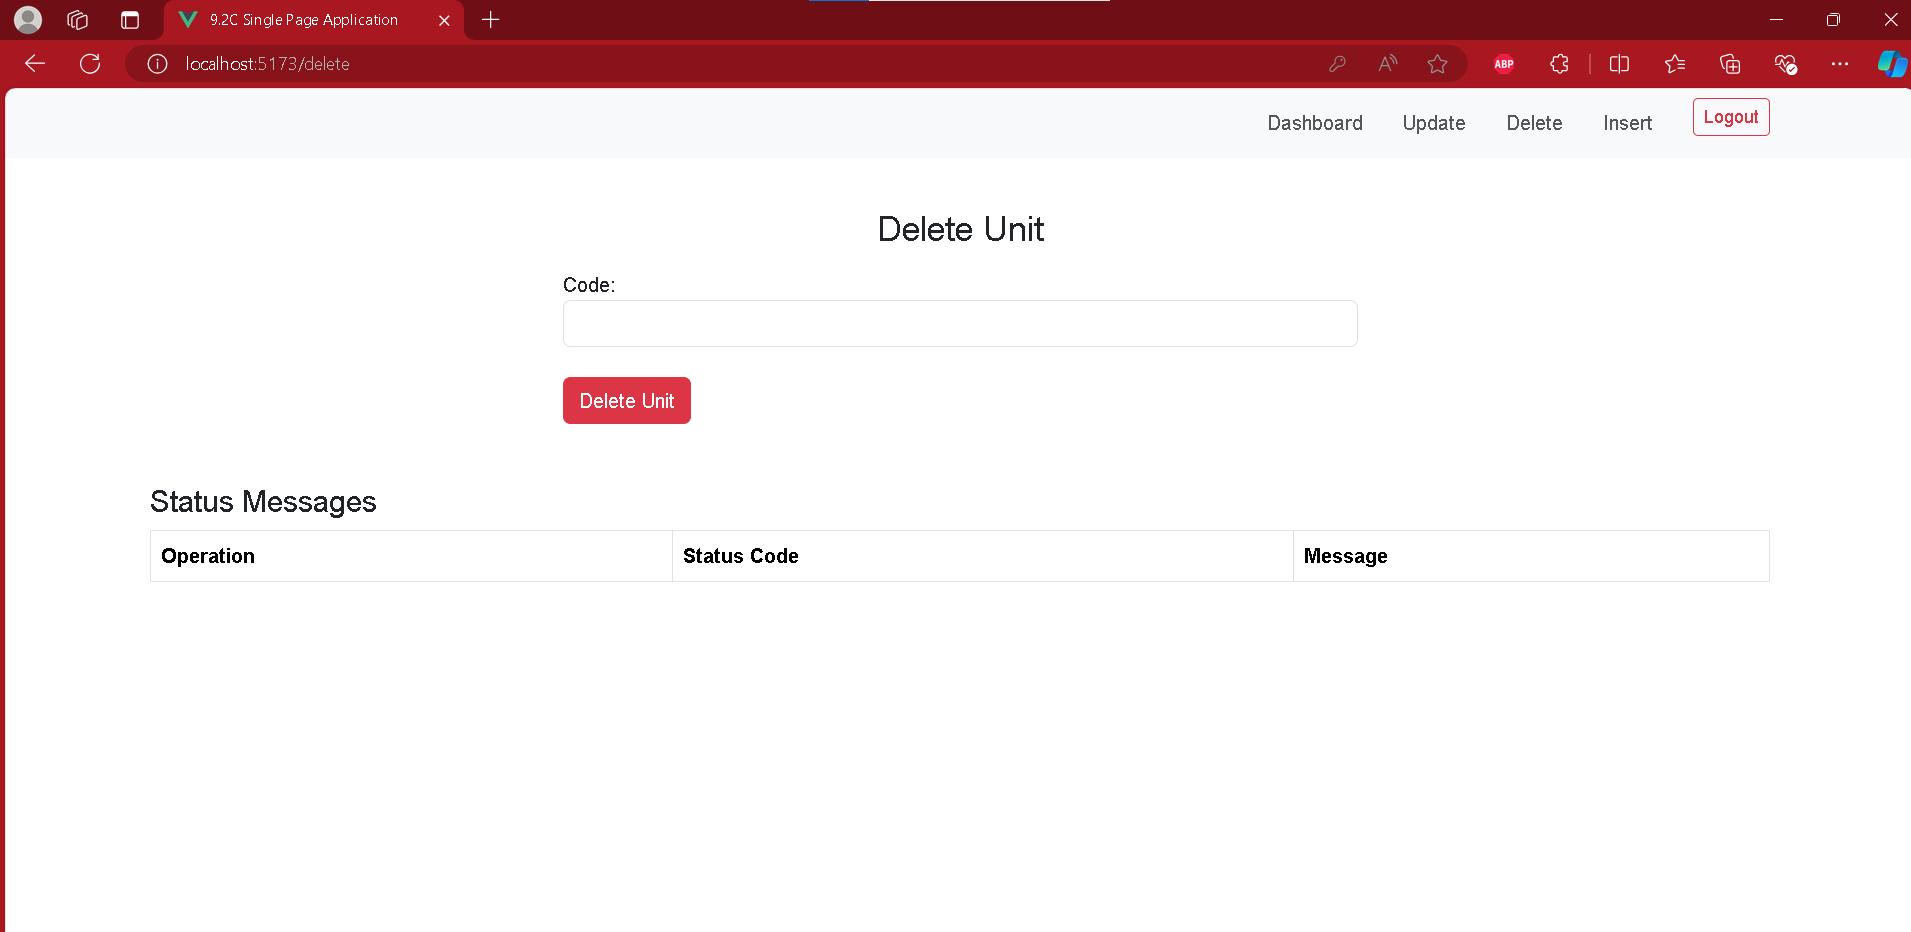 9.2C Single Page Application
localhost:5173/delete
ABP
Dashboard Update Delete Insert Logout
Delete Unit
Code:
Delete Unit
Status Messages
Operation Status Code Message